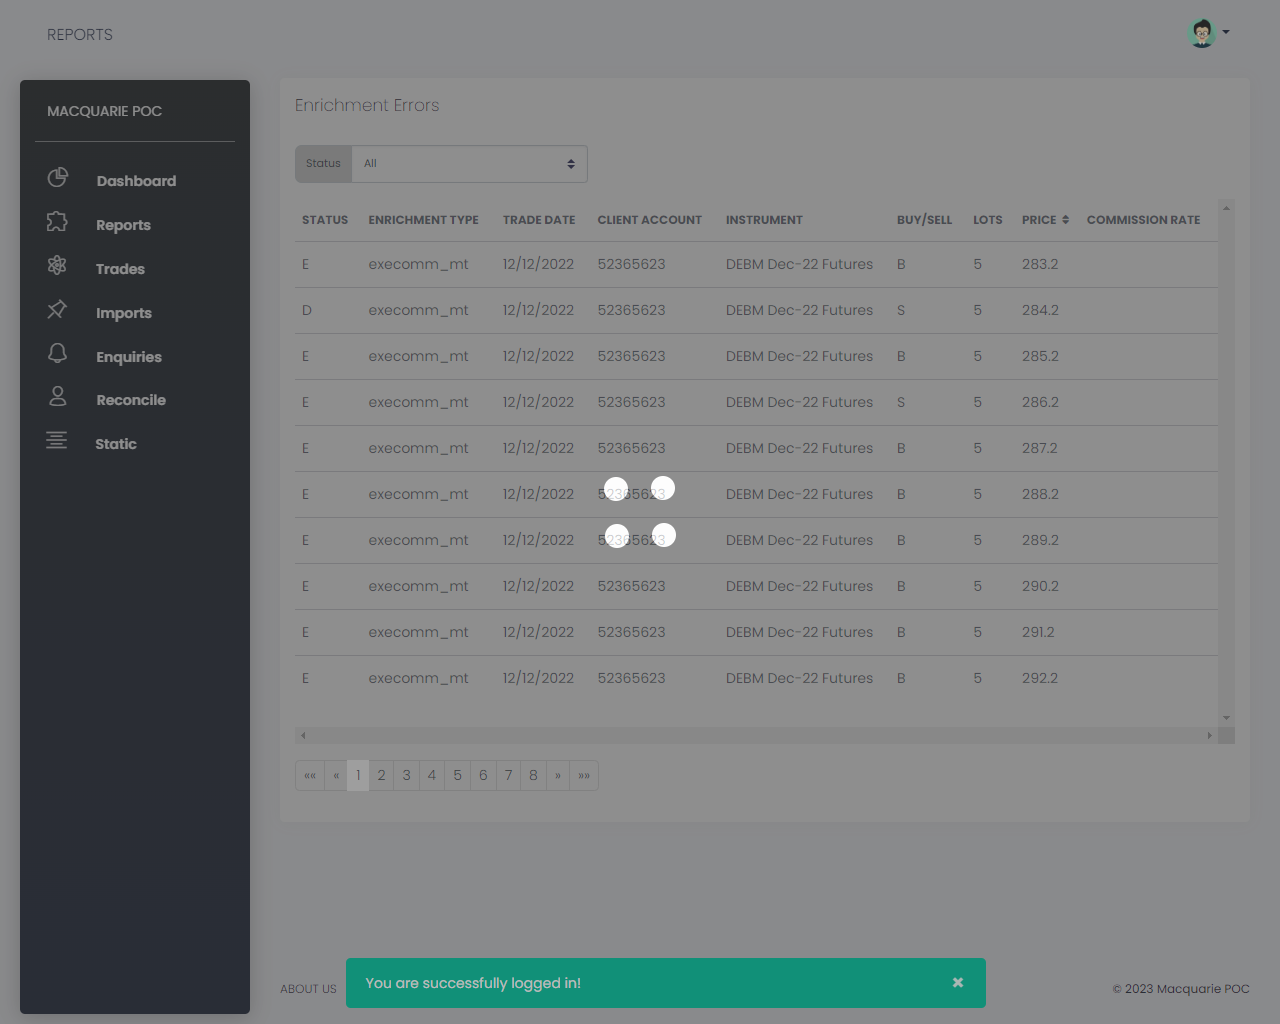 REPORTS
MACQUARIE POC
Dashboard
Reports
Trades
Imports
Enquiries
Reconcile
Static
Enrichment Errors
Status All
STATUS ENRICHMENT TYPE TRADE DATE CLIENT ACCOUNT INSTRUMENT BUY/SELL LOTS PRICE COMMISSION RATE
E execomm_mt 12/12/2022 52365623 DEBM Dec-22 Futures B 5 283.2
D execomm_mt 12/12/2022 52365623 DEBM Dec-22 Futures S 5 284.2
E execomm_mt 12/12/2022 52365623 DEBM Dec-22 Futures B 5 285.2
E execomm_mt 12/12/2022 52365623 DEBM Dec-22 Futures S 5 286.2
E execomm_mt 12/12/2022 52365623 DEBM Dec-22 Futures B 5 287.2
E execomm_mt 12/12/2022 52365623 DEBM Dec-22 Futures B 5 288.2
E execomm_mt 12/12/2022 52365623 DEBM Dec-22 Futures B 5 289.2
E execomm_mt 12/12/2022 52365623 DEBM Dec-22 Futures B 5 290.2
E execomm_mt 12/12/2022 52365623 DEBM Dec-22 Futures B 5 291.2
E execomm_mt 12/12/2022 52365623 DEBM Dec-22 Futures B 5 292.2
«« « 1 2 3 4 5 6 7 8 » »»
ABOUT US
You are successfully logged in! ×
© 2023 Macquarie POC